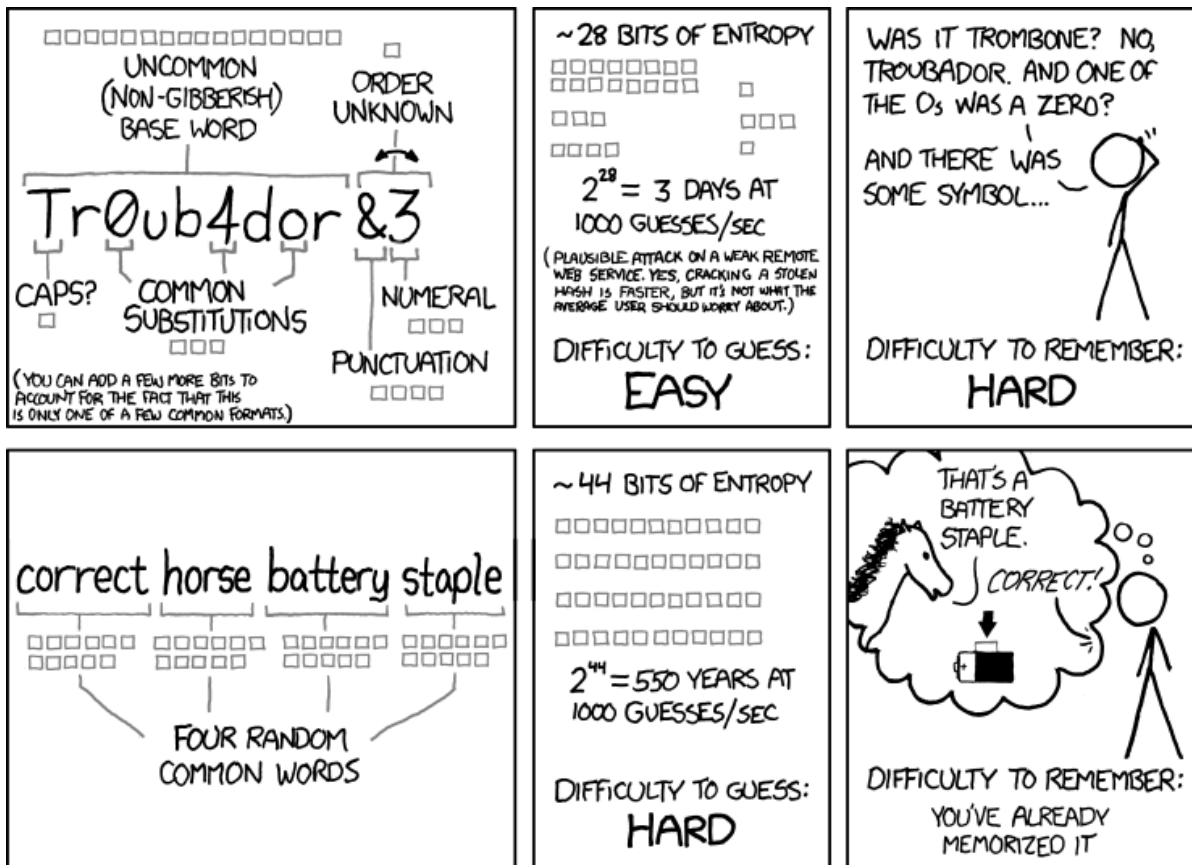 UNCOMMON
(NON-GIBBERISH)
BASE WORD
ORDER
UNKNOWN
Tr0ub4dor &3
CAPS?
COMMON
SUBSTITUTIONS
NUMERAL
PUNCTUATION
(YOU CAN ADD A FEW MORE BITS TO
ACCOUNT FOR THE FACT THAT THIS
IS ONLY ONE OF A FEW COMMON FORMATS.)
~28 BITS OF ENTROPY
2^28 = 3 DAYS AT
1000 GUESSES/SEC
(PLAUSIBLE ATTACK ON A WEAK REMOTE
WEB SERVICE. YES, CRACKING A STOLEN
HASH IS FASTER, BUT IT'S NOT WHAT THE
AVERAGE USER SHOULD WORRY ABOUT.)
DIFFICULTY TO GUESS:
EASY
WAS IT TROMBONE? NO,
TROUBADOR. AND ONE OF
THE Os WAS A ZERO?
AND THERE WAS
SOME SYMBOL...
DIFFICULTY TO REMEMBER:
HARD
correct horse battery staple
FOUR RANDOM
COMMON WORDS
~44 BITS OF ENTROPY
2^44 = 550 YEARS AT
1000 GUESSES/SEC
DIFFICULTY TO GUESS:
HARD
THAT'S A
BATTERY
STAPLE.
CORRECT!
+
DIFFICULTY TO REMEMBER:
YOU'VE ALREADY
MEMORIZED IT